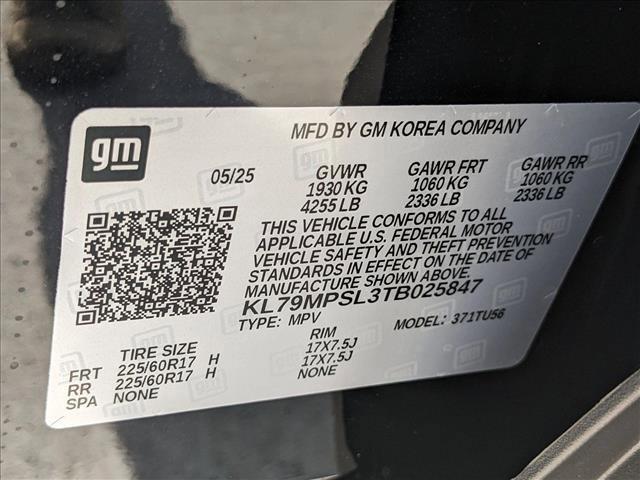 gm
MFD BY GM KOREA COMPANY
05/25 GVWR GAWR FRT GAWR RR
1930 KG 1060 KG 1060 KG
4255 LB 2336 LB 2336 LB
THIS VEHICLE CONFORMS TO ALL
APPLICABLE U.S. FEDERAL MOTOR
VEHICLE SAFETY AND THEFT PREVENTION
STANDARDS IN EFFECT ON THE DATE OF
MANUFACTURE SHOWN ABOVE.
KL79MPSL3TB025847
TYPE: MPV MODEL: 371TU56
TIRE SIZE RIM
FRT 225/60R17 H 17X7.5J
RR 225/60R17 H 17X7.5J
SPA NONE NONE